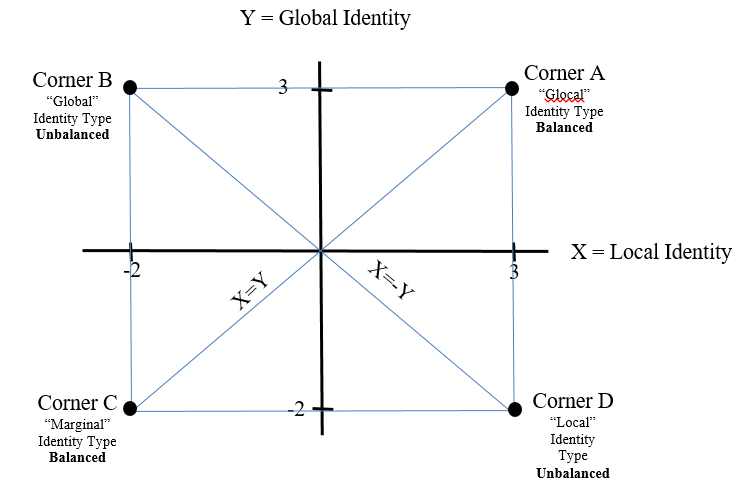 Y = Global Identity
Corner B
“Global”
Identity Type
Unbalanced
3
Corner A
“Glocal”
Identity Type
Balanced
X = Local Identity
-2
3
X=Y
X=-Y
Corner C
“Marginal”
Identity Type
Balanced
-2
Corner D
“Local”
Identity
Type
Unbalanced